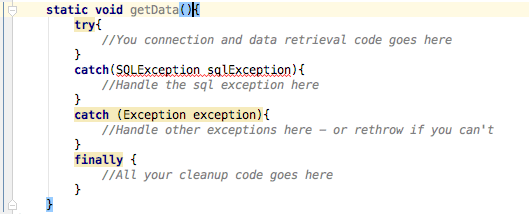 static void getData(){
try{
//You connection and data retrieval code goes here
}
catch(SQLException sqlException){
//Handle the sql exception here
}
catch (Exception exception){
//Handle other exceptions here – or rethrow if you can't
}
finally {
//All your cleanup code goes here
}
}